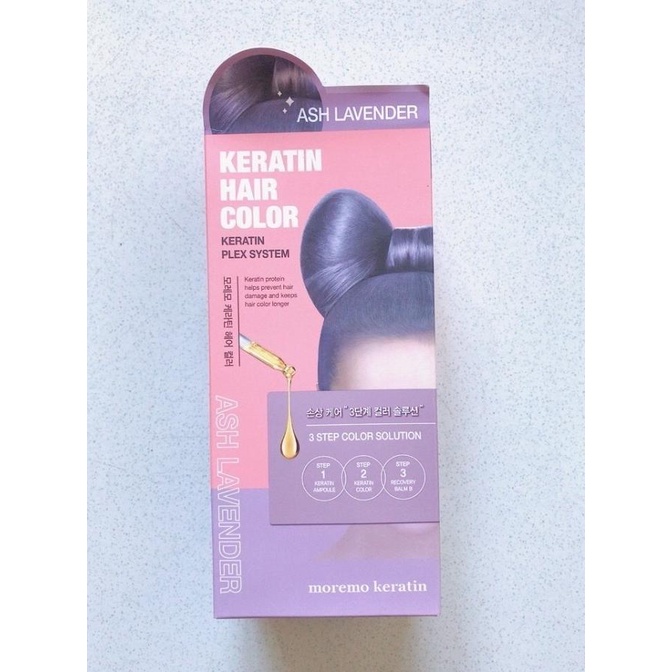 ASH LAVENDER
KERATIN
HAIR
COLOR
KERATIN
PLEX SYSTEM
Keratin protein
helps prevent hair
damage and keeps
hair color longer
모레모 케라틴 헤어 컬러
손상 케어" 3단계 컬러 솔루션"
3 STEP COLOR SOLUTION
STEP
1
KERATIN
AMPOULE
STEP
2
KERATIN
COLOR
STEP
3
RECOVERY
BALM B
ASH LAVENDER
moremo keratin